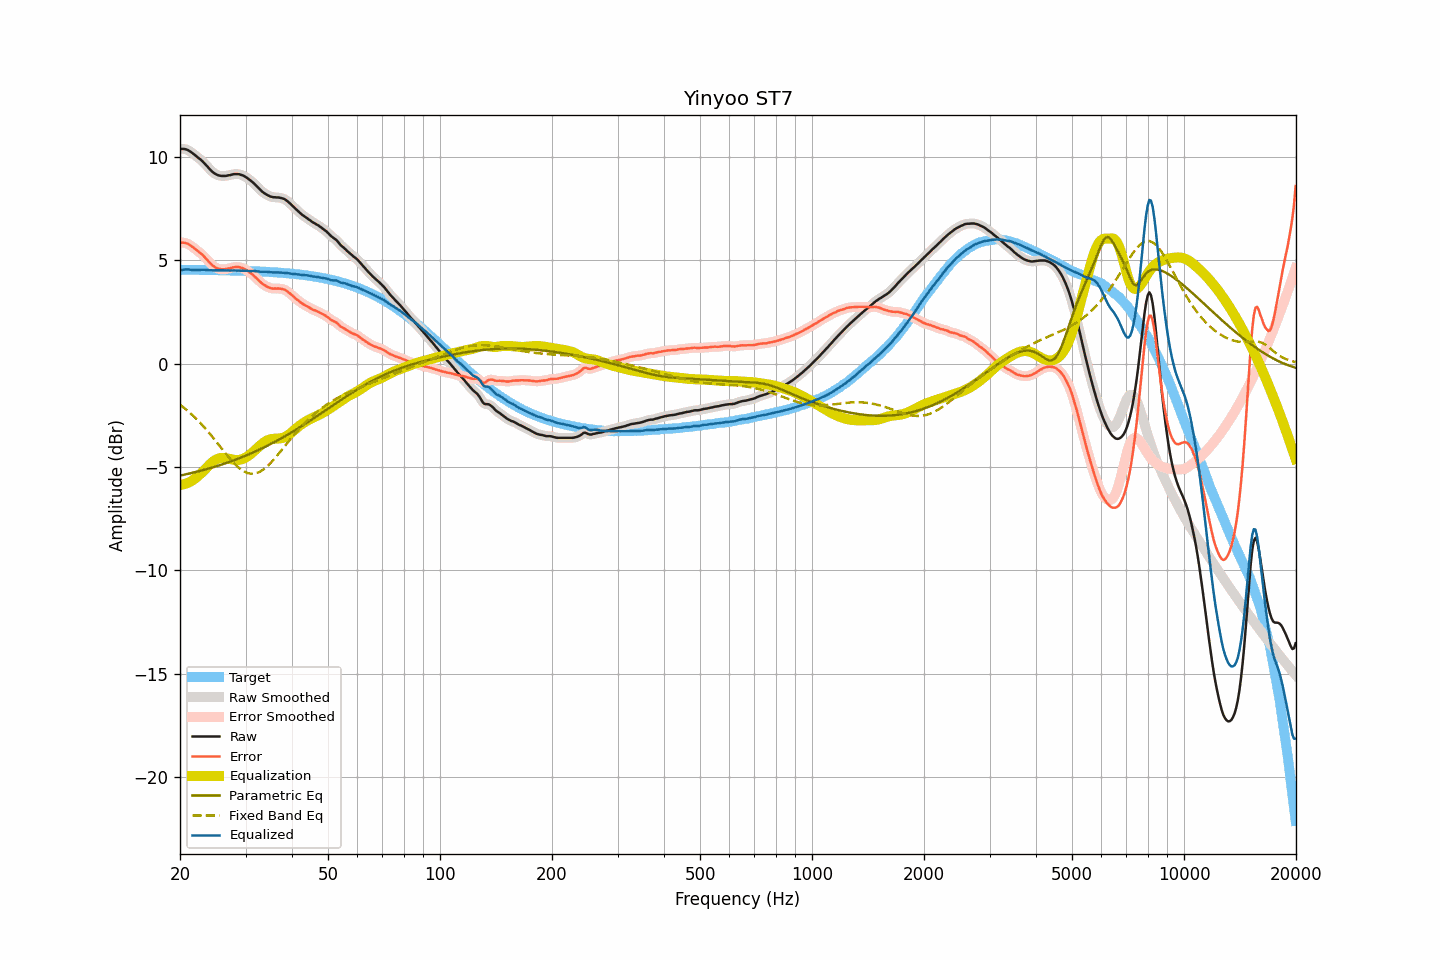 Yinyoo ST7
10
5
0
−5
−10
−15
−20
Amplitude (dBr)
Target
Raw Smoothed
Error Smoothed
Raw
Error
Equalization
Parametric Eq
Fixed Band Eq
Equalized
20 50 100 200 500 1000 2000 5000 10000 20000
Frequency (Hz)